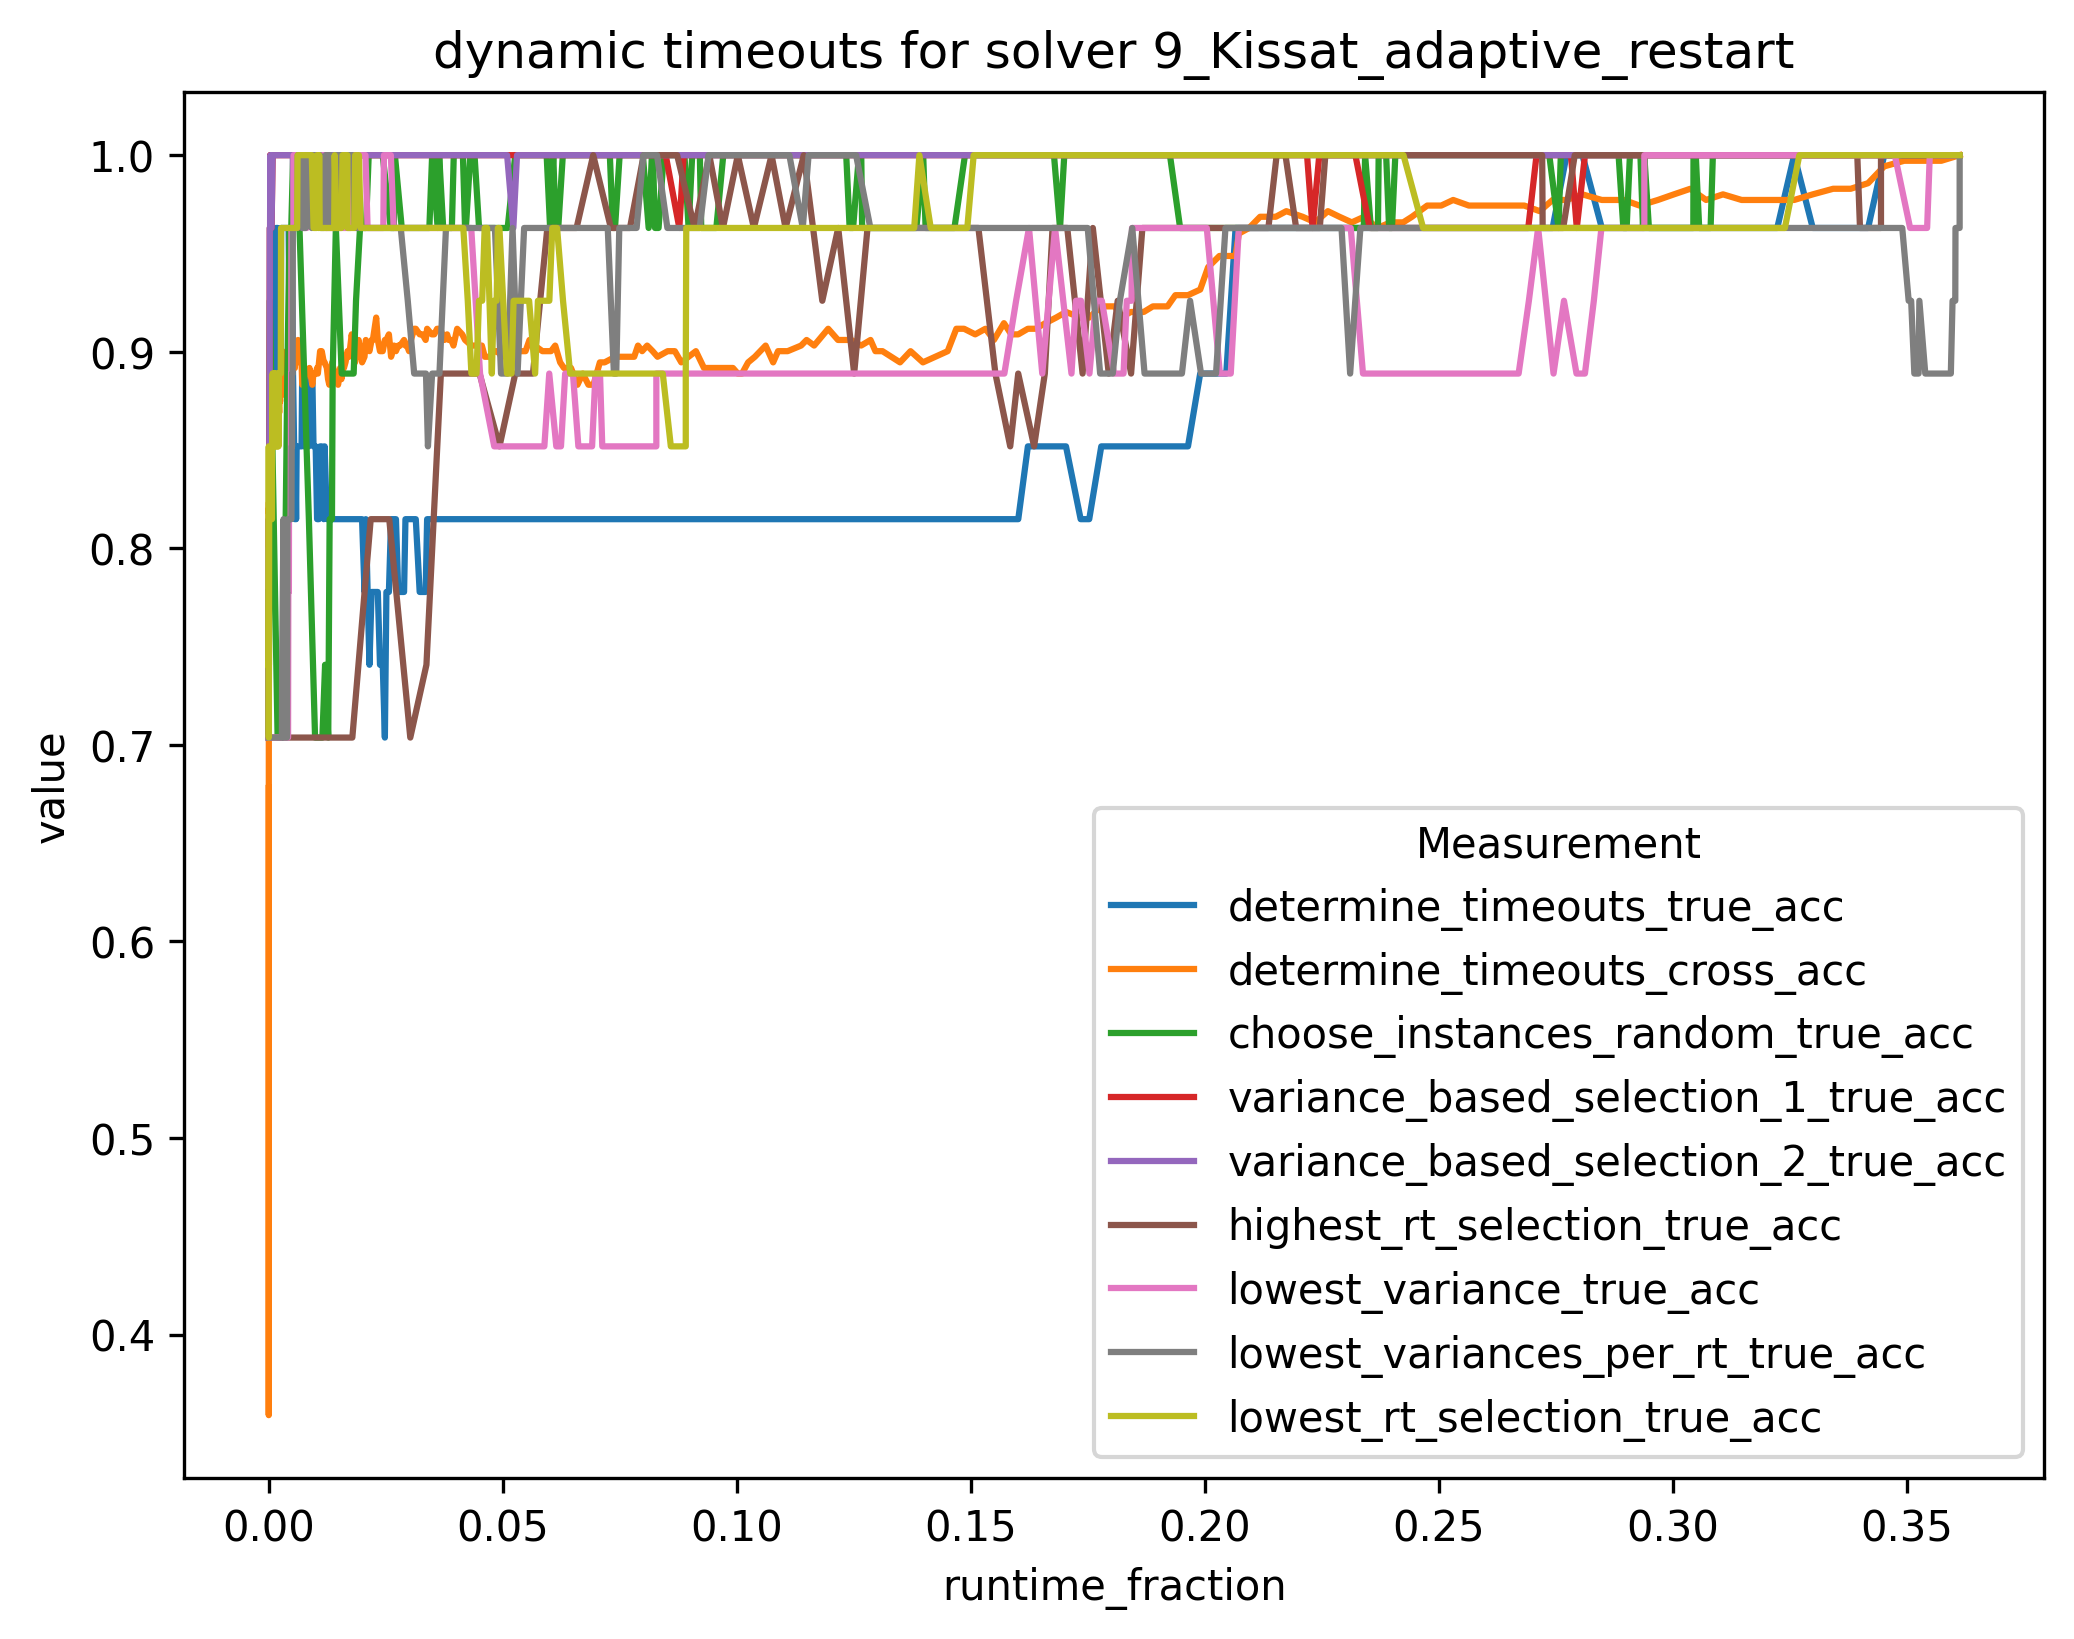 dynamic timeouts for solver 9_Kissat_adaptive_restart
1.0
0.9
0.8
0.7
0.6
0.5
0.4
value
0.00 0.05 0.10 0.15 0.20 0.25 0.30 0.35
runtime_fraction
Measurement
determine_timeouts_true_acc
determine_timeouts_cross_acc
choose_instances_random_true_acc
variance_based_selection_1_true_acc
variance_based_selection_2_true_acc
highest_rt_selection_true_acc
lowest_variance_true_acc
lowest_variances_per_rt_true_acc
lowest_rt_selection_true_acc